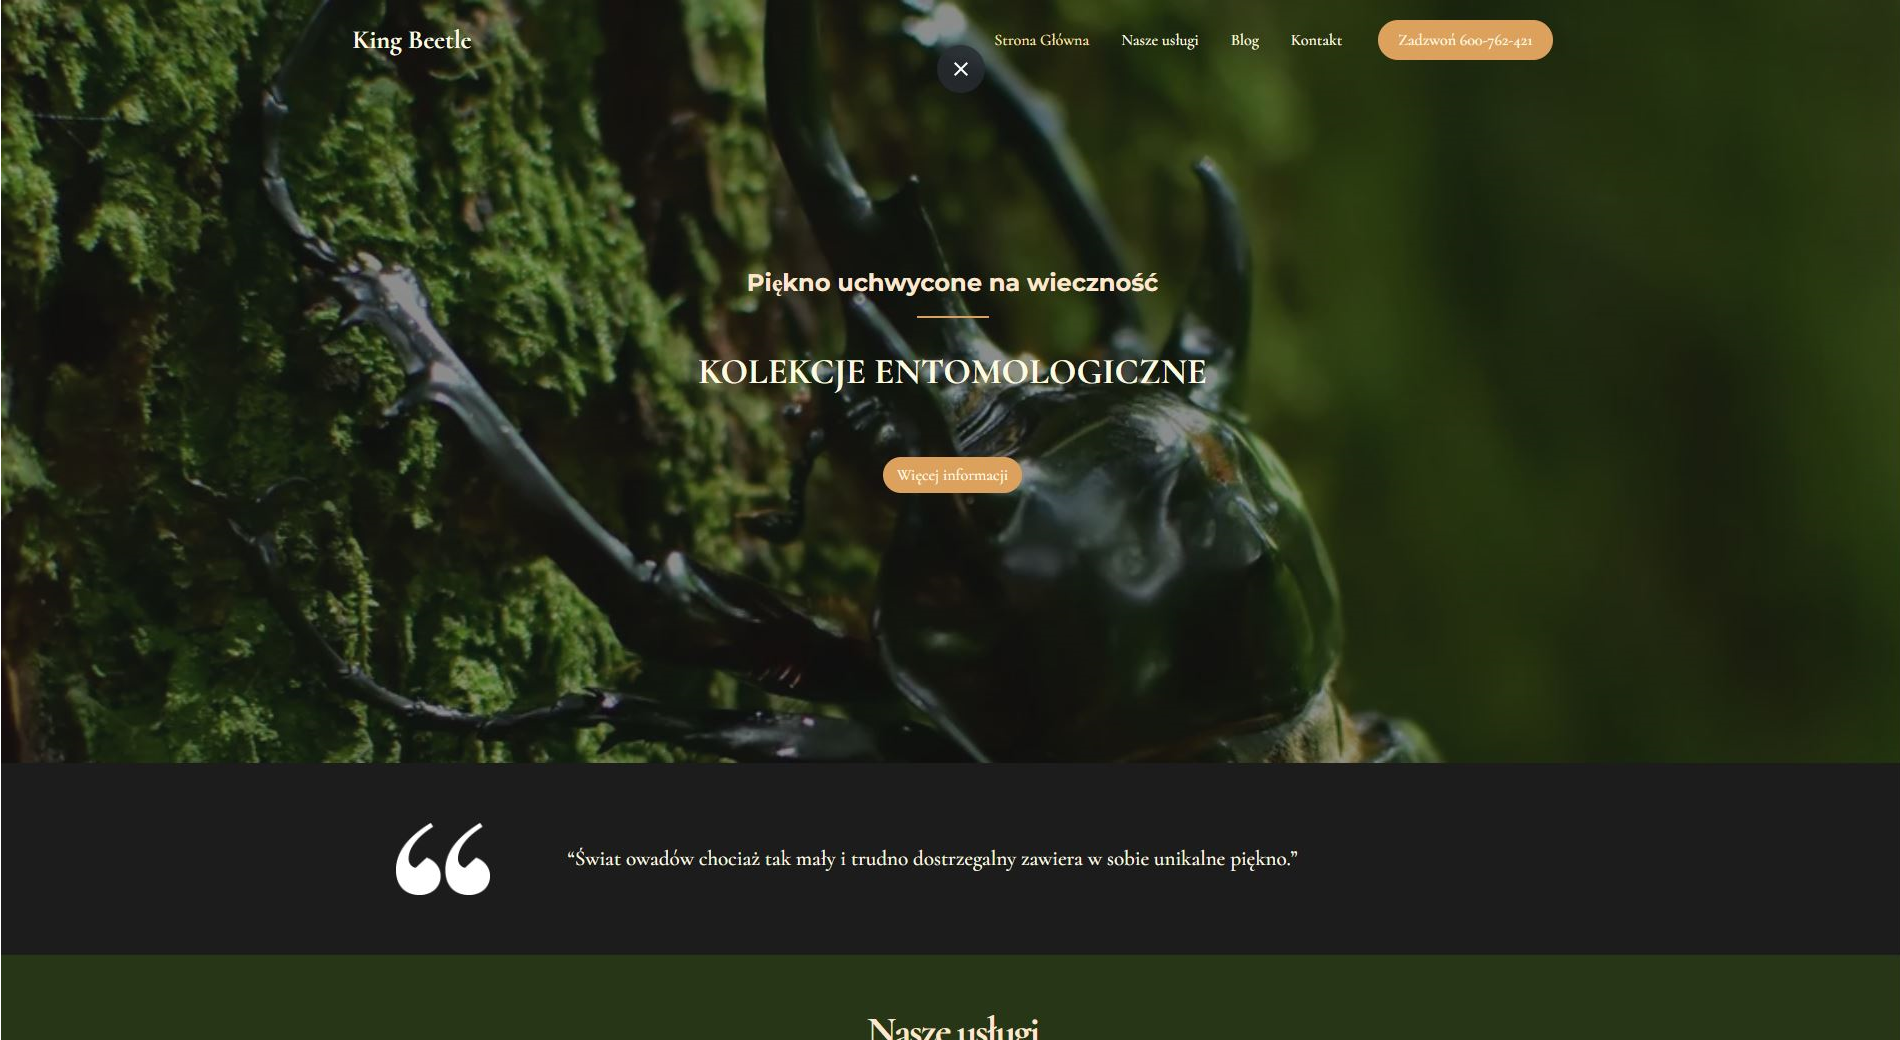 King Beetle
Strona Główna
Nasze usługi
Blog
Kontakt
Zadzwoń 600-762-421
Piękno uchwycone na wieczność
KOLEKCJE ENTOMOLOGICZNE
Więcej informacji
“Świat owadów chociaż tak mały i trudno dostrzegalny zawiera w sobie unikalne piękno.”
Nasze usługi